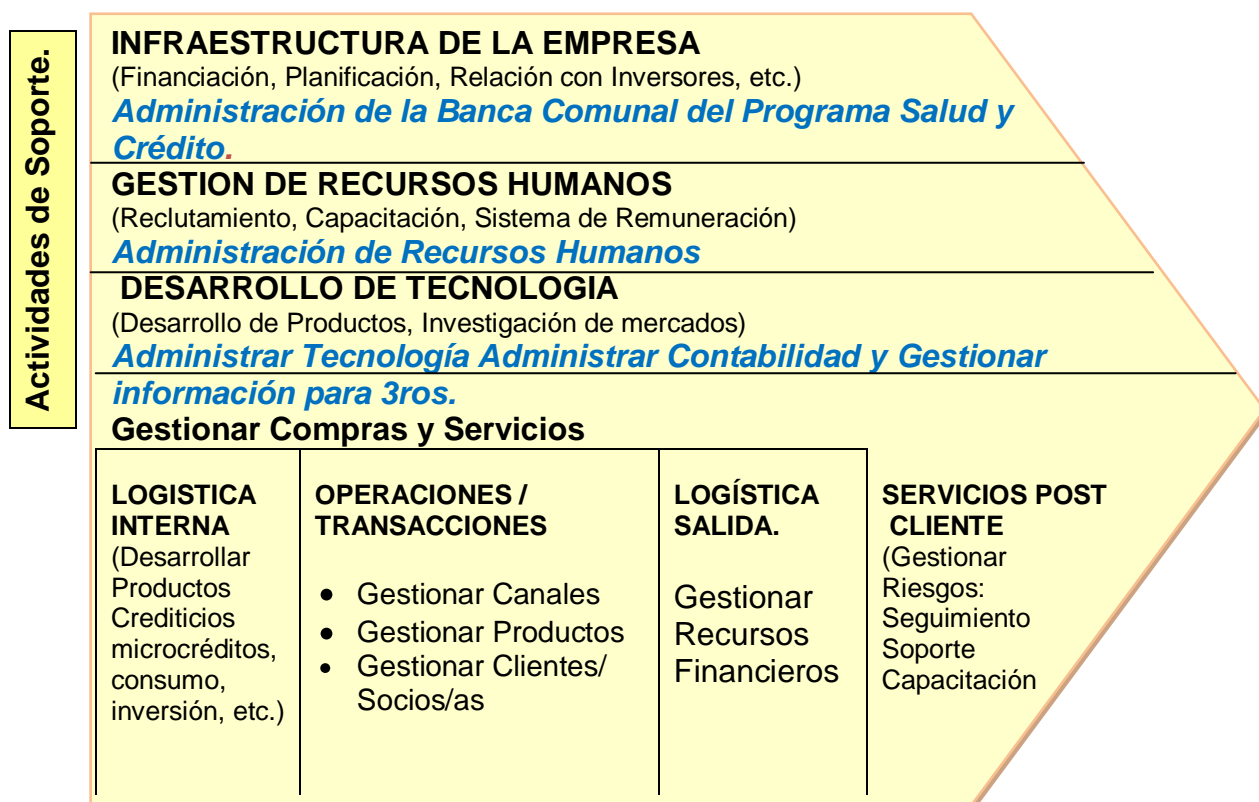 Actividades de Soporte.
INFRAESTRUCTURA DE LA EMPRESA
(Financiación, Planificación, Relación con Inversores, etc.)
Administración de la Banca Comunal del Programa Salud y
Crédito.
GESTION DE RECURSOS HUMANOS
(Reclutamiento, Capacitación, Sistema de Remuneración)
Administración de Recursos Humanos
DESARROLLO DE TECNOLOGIA
(Desarrollo de Productos, Investigación de mercados)
Administrar Tecnología Administrar Contabilidad y Gestionar
información para 3ros.
Gestionar Compras y Servicios
LOGISTICA
INTERNA
(Desarrollar
Productos
Crediticios
microcréditos,
consumo,
inversión, etc.)
OPERACIONES /
TRANSACCIONES
• Gestionar Canales
• Gestionar Productos
• Gestionar Clientes/
Socios/as
LOGÍSTICA
SALIDA.
Gestionar
Recursos
Financieros
SERVICIOS POST
CLIENTE
(Gestionar
Riesgos:
Seguimiento
Soporte
Capacitación